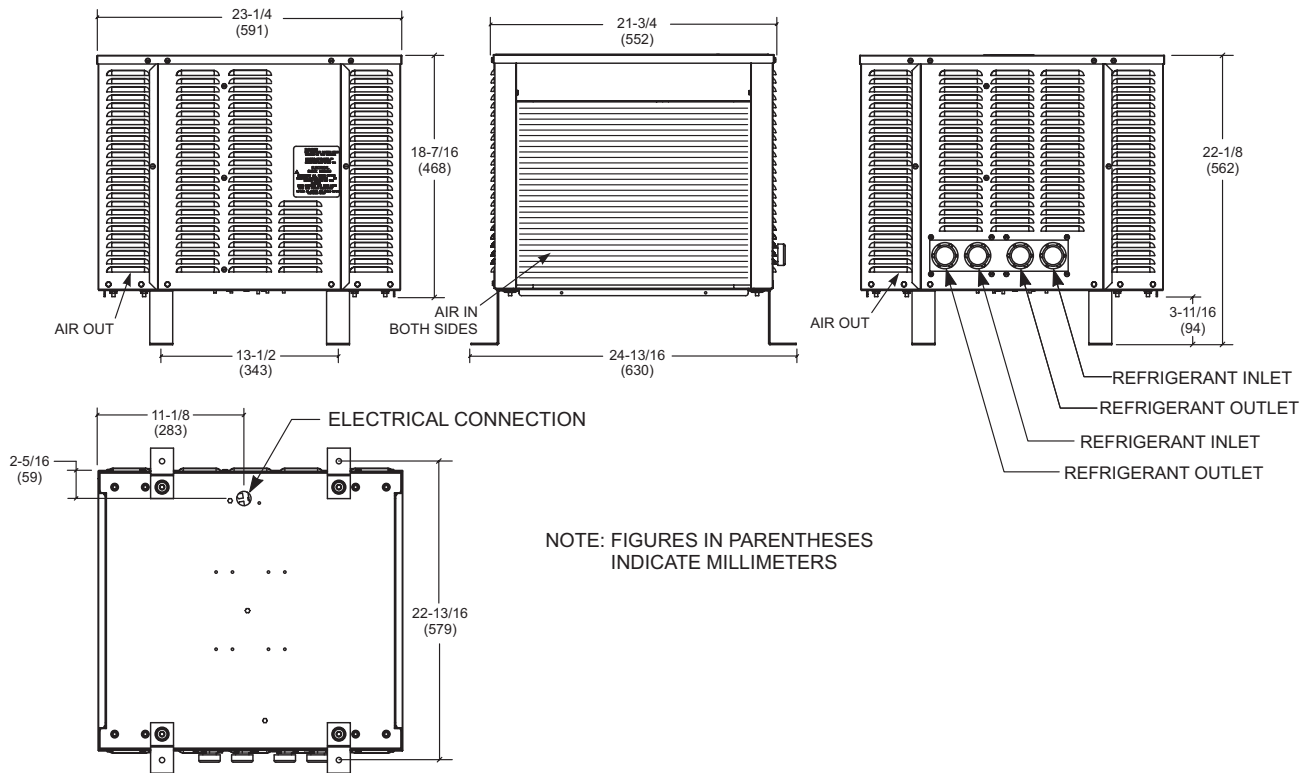 23-1/4
(591)
21-3/4
(552)
18-7/16
(468)
22-1/8
(562)
AIR OUT
AIR IN
BOTH SIDES
AIR OUT
3-11/16
(94)
13-1/2
(343)
24-13/16
(630)
REFRIGERANT INLET
REFRIGERANT OUTLET
REFRIGERANT INLET
REFRIGERANT OUTLET
11-1/8
(283)
ELECTRICAL CONNECTION
2-5/16
(59)
NOTE: FIGURES IN PARENTHESES
INDICATE MILLIMETERS
22-13/16
(579)